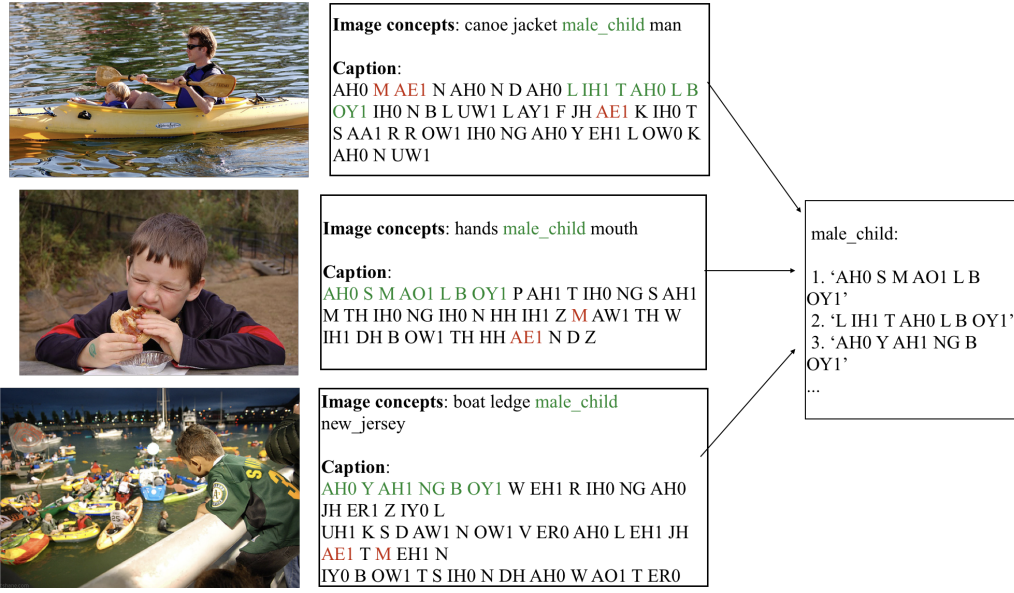 Image concepts: canoe jacket male_child man
Caption:
AH0 M AE1 N AH0 N D AH0 L IH1 T AH0 L B
OY1 IH0 N B L UW1 L AY1 F JH AE1 K IH0 T
S AA1 R R OW1 IH0 NG AH0 Y EH1 L OW0 K
AH0 N UW1
Image concepts: hands male_child mouth
Caption:
AH0 S M AO1 L B OY1 P AH1 T IH0 NG S AH1
M TH IH0 NG IH0 N HH IH1 Z M AW1 TH W
IH1 DH B OW1 TH HH AE1 N D Z
Image concepts: boat ledge male_child
new_jersey
Caption:
AH0 Y AH1 NG B OY1 W EH1 R IH0 NG AH0
JH ER1 Z IY0 L
UH1 K S D AW1 N OW1 V ER0 AH0 L EH1 JH
AE1 T M EH1 N
IY0 B OW1 T S IH0 N DH AH0 W AO1 T ER0
male_child:
1. ‘AH0 S M AO1 L B
OY1’
2. ‘L IH1 T AH0 L B OY1’
3. ‘AH0 Y AH1 NG B
OY1’
...